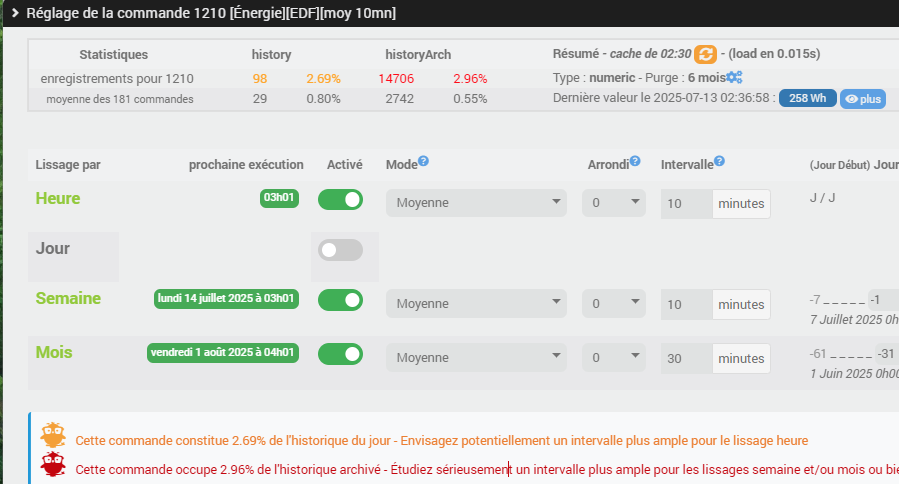 Réglage de la commande 1210 [Énergie][EDF][moy 10mn]
Statistiques history historyArch Résumé - cache de 02:30 - (load en 0.015s)
enregistrements pour 1210 98 2.69% 14706 2.96% Type : numeric - Purge : 6 mois
moyenne des 181 commandes 29 0.80% 2742 0.55% Dernière valeur le 2025-07-13 02:36:58 : 258 Wh plus
Lissage par prochaine exécution Activé Mode Arrondi Intervalle (Jour Début) Jour
Heure 03h01 Moyenne 0 10 minutes J / J
Jour
Semaine lundi 14 juillet 2025 à 03h01 Moyenne 0 10 minutes -7 _ _ _ _ _ -1
7 Juillet 2025 0h
Mois vendredi 1 août 2025 à 04h01 Moyenne 0 30 minutes -61 _ _ _ _ _ -31
1 Juin 2025 0h00
Cette commande constitue 2.69% de l'historique du jour - Envisagez potentiellement un intervalle plus ample pour le lissage heure
Cette commande occupe 2.96% de l'historique archivé - Étudiez sérieusement un intervalle plus ample pour les lissages semaine et/ou mois ou bie